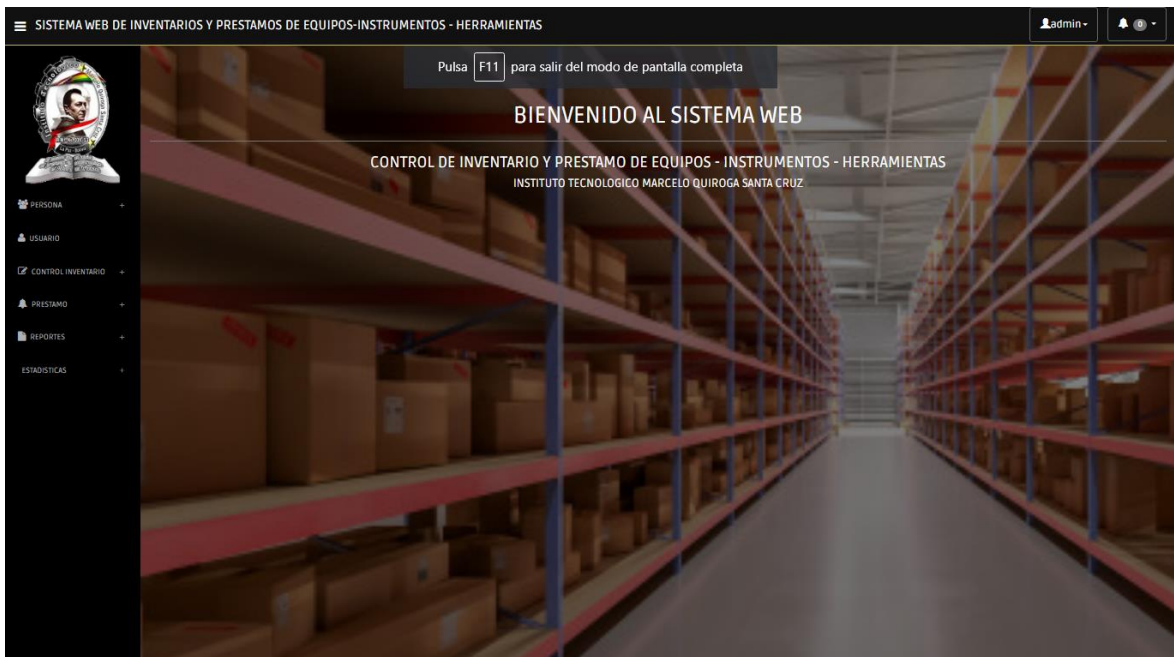 SISTEMA WEB DE INVENTARIOS Y PRESTAMOS DE EQUIPOS-INSTRUMENTOS - HERRAMIENTAS
admin
0
Pulsa F11 para salir del modo de pantalla completa
BIENVENIDO AL SISTEMA WEB
CONTROL DE INVENTARIO Y PRESTAMO DE EQUIPOS - INSTRUMENTOS - HERRAMIENTAS
INSTITUTO TECNOLOGICO MARCELO QUIROGA SANTA CRUZ
PERSONA +
USUARIO
CONTROL INVENTARIO +
PRESTAMO +
REPORTES +
ESTADISTICAS +